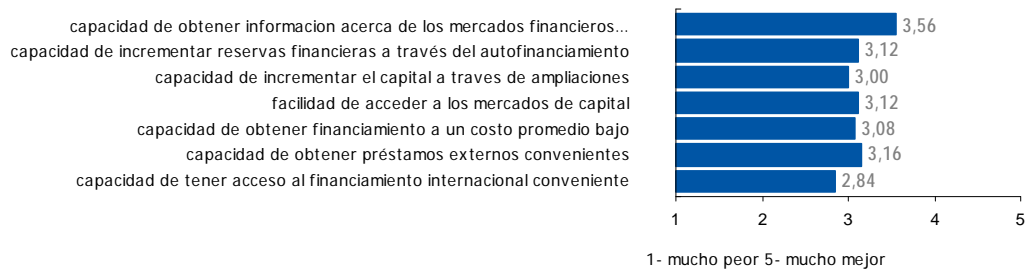 capacidad de obtener informacion acerca de los mercados financieros... 3,56
capacidad de incrementar reservas financieras a través del autofinanciamiento 3,12
capacidad de incrementar el capital a traves de ampliaciones 3,00
facilidad de acceder a los mercados de capital 3,12
capacidad de obtener financiamiento a un costo promedio bajo 3,08
capacidad de obtener préstamos externos convenientes 3,16
capacidad de tener acceso al financiamiento internacional conveniente 2,84
1 2 3 4 5
1- mucho peor 5- mucho mejor